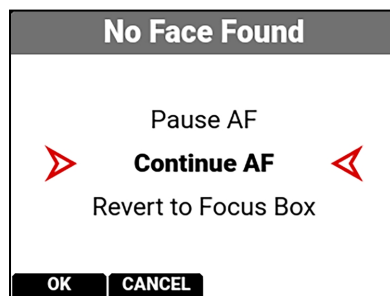 No Face Found
Pause AF
Continue AF
Revert to Focus Box
OK CANCEL